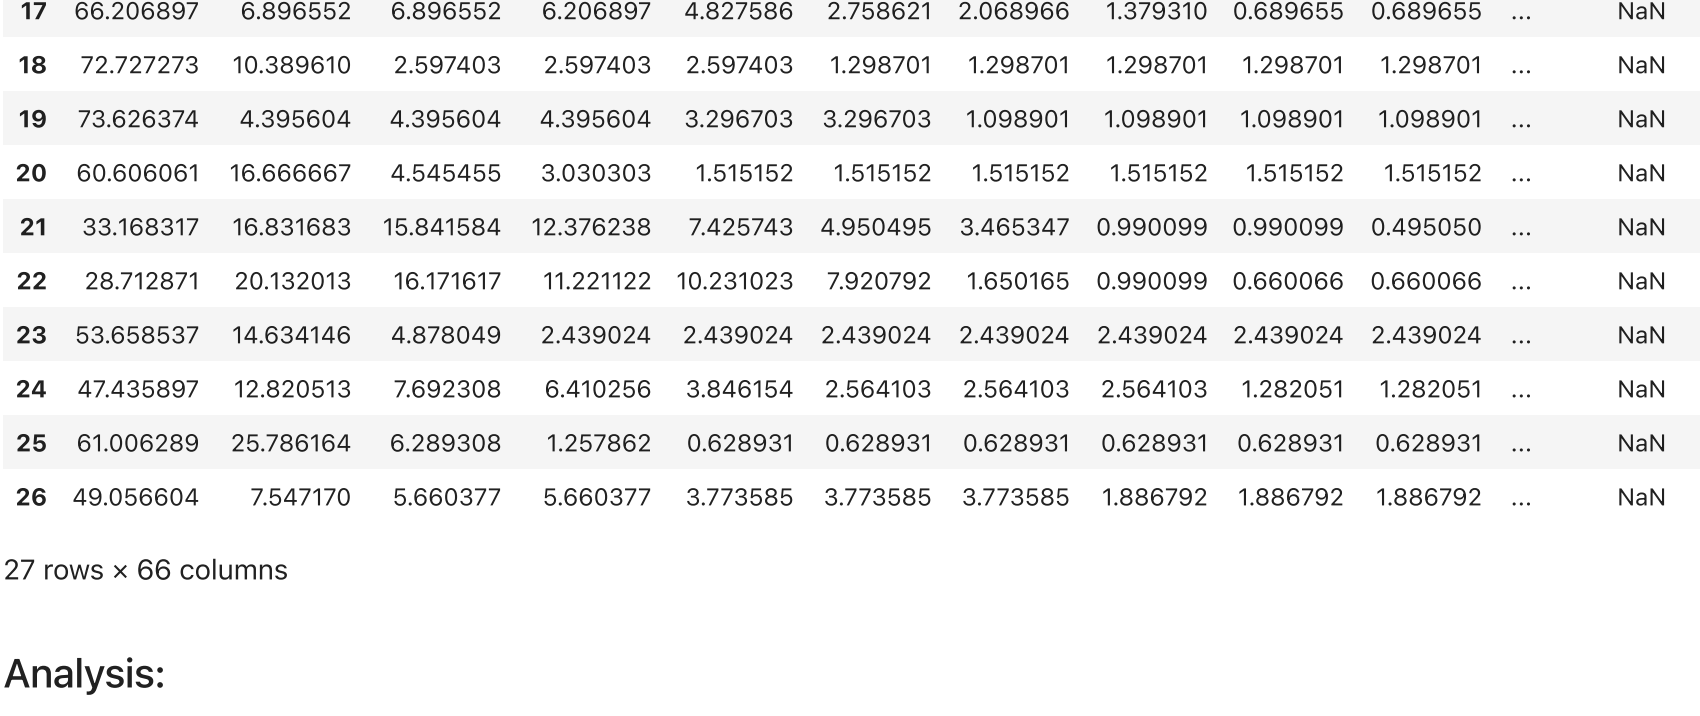 17 66.206897 6.896552 6.896552 6.206897 4.827586 2.758621 2.068966 1.379310 0.689655 0.689655 ... NaN
18 72.727273 10.389610 2.597403 2.597403 2.597403 1.298701 1.298701 1.298701 1.298701 1.298701 ... NaN
19 73.626374 4.395604 4.395604 4.395604 3.296703 3.296703 1.098901 1.098901 1.098901 1.098901 ... NaN
20 60.606061 16.666667 4.545455 3.030303 1.515152 1.515152 1.515152 1.515152 1.515152 1.515152 ... NaN
21 33.168317 16.831683 15.841584 12.376238 7.425743 4.950495 3.465347 0.990099 0.990099 0.495050 ... NaN
22 28.712871 20.132013 16.171617 11.221122 10.231023 7.920792 1.650165 0.990099 0.660066 0.660066 ... NaN
23 53.658537 14.634146 4.878049 2.439024 2.439024 2.439024 2.439024 2.439024 2.439024 2.439024 ... NaN
24 47.435897 12.820513 7.692308 6.410256 3.846154 2.564103 2.564103 2.564103 1.282051 1.282051 ... NaN
25 61.006289 25.786164 6.289308 1.257862 0.628931 0.628931 0.628931 0.628931 0.628931 0.628931 ... NaN
26 49.056604 7.547170 5.660377 5.660377 3.773585 3.773585 3.773585 1.886792 1.886792 1.886792 ... NaN
27 rows × 66 columns
Analysis: